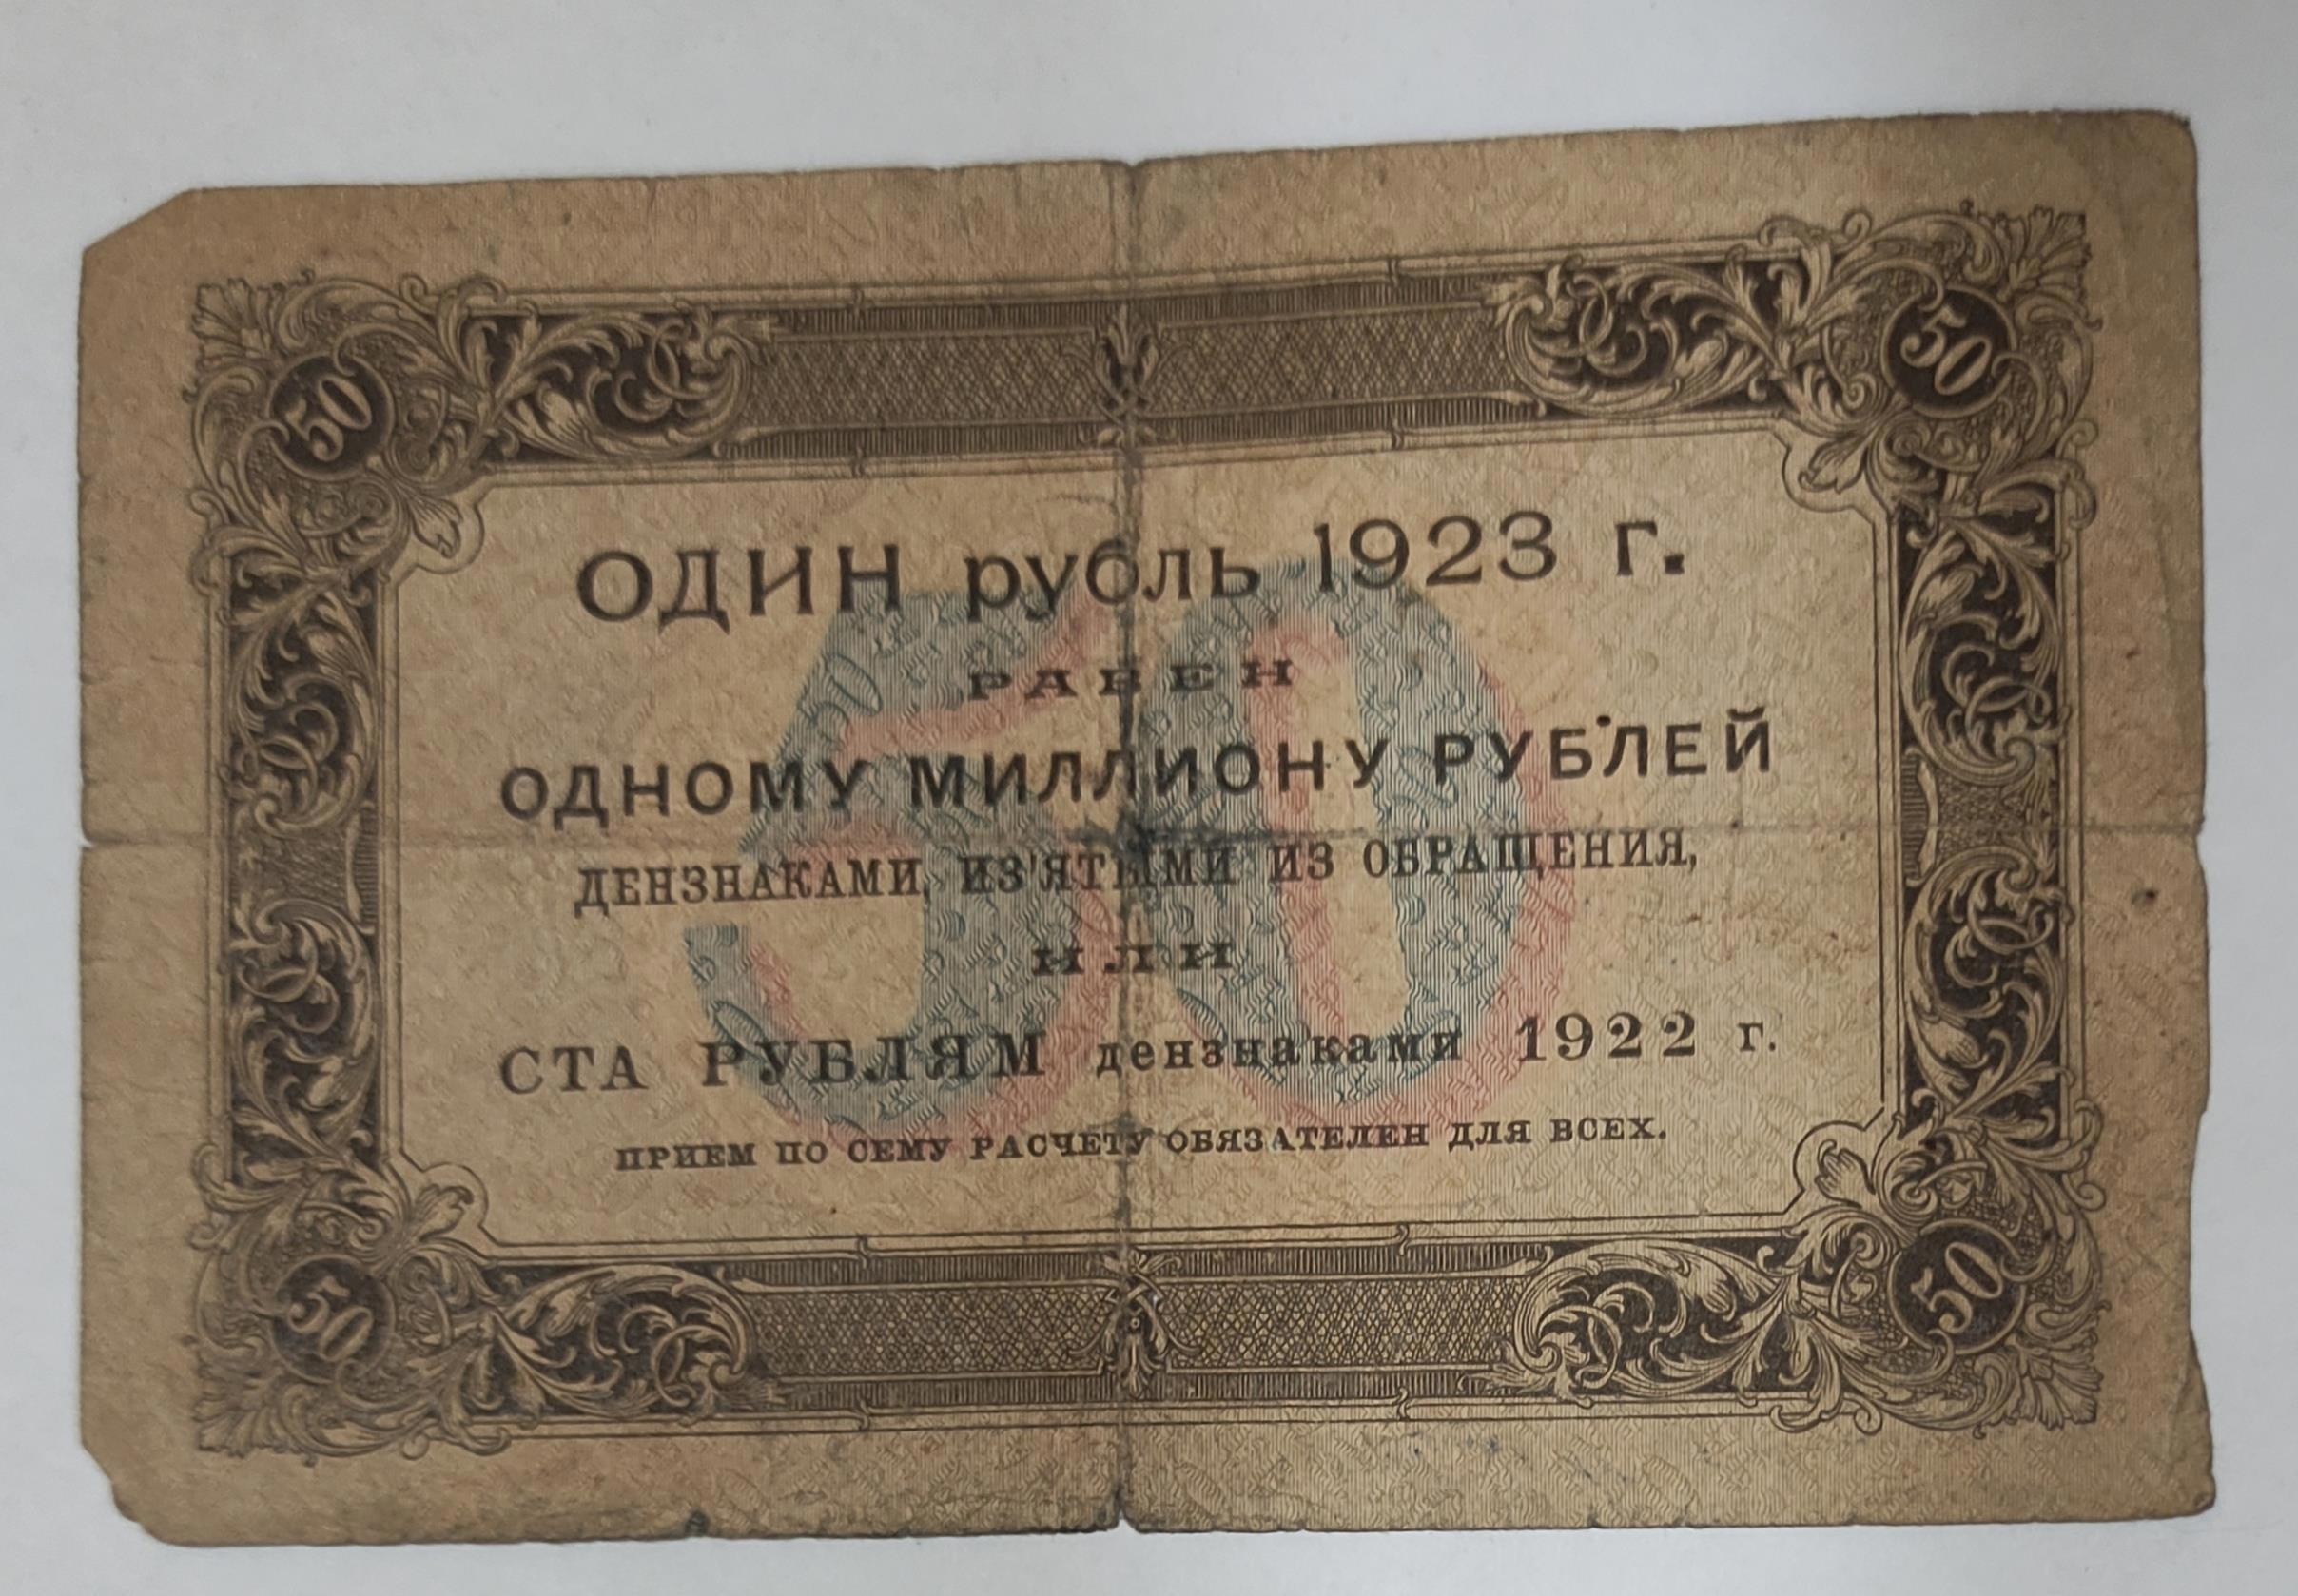 50 50
ОДИН рубль 1923 г.
РАВЕН
50
ОДНОМУ МИЛЛИОНУ РУБЛЕЙ
ДЕНЗНАКАМИ, ИЗ'ЯТЫМИ ИЗ ОБРАЩЕНИЯ,
ИЛИ
СТА РУБЛЯМ дензнаками 1922 г.
ПРИЕМ ПО СЕМУ РАСЧЕТУ ОБЯЗАТЕЛЕН ДЛЯ ВСЕХ.
50 50